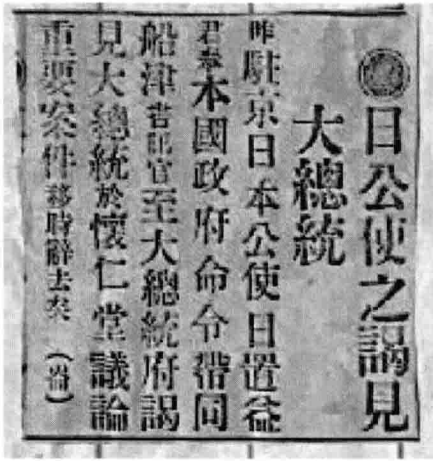 日公使之謁見
大總統
昨駐京日本公使日置益
君奉本國政府命令帶同
船津書記官至大總統府謁
見大總統於懷仁堂議論
重要案件移時辭去矣